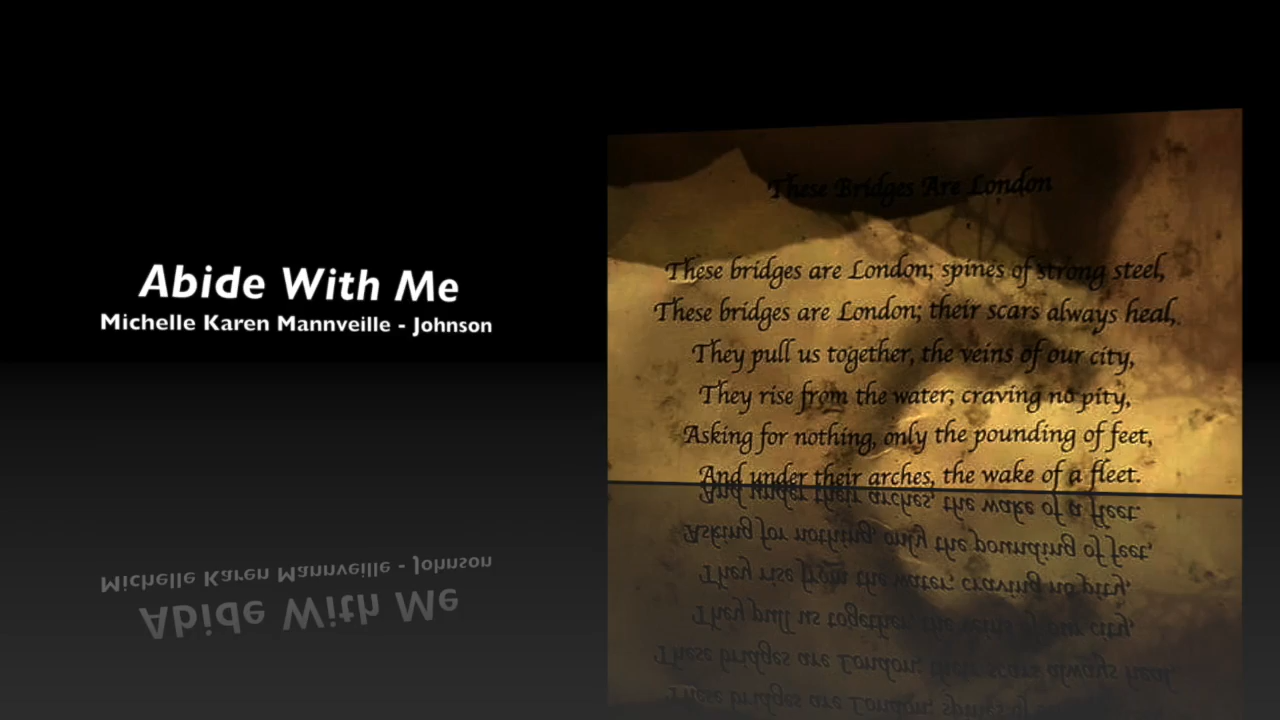 Abide With Me
Michelle Karen Mannveille - Johnson
These Bridges Are London
These bridges are London; spines of strong steel,
These bridges are London; their scars always heal,
They pull us together, the veins of our city,
They rise from the water; craving no pity,
Asking for nothing, only the pounding of feet,
And under their arches, the wake of a fleet.